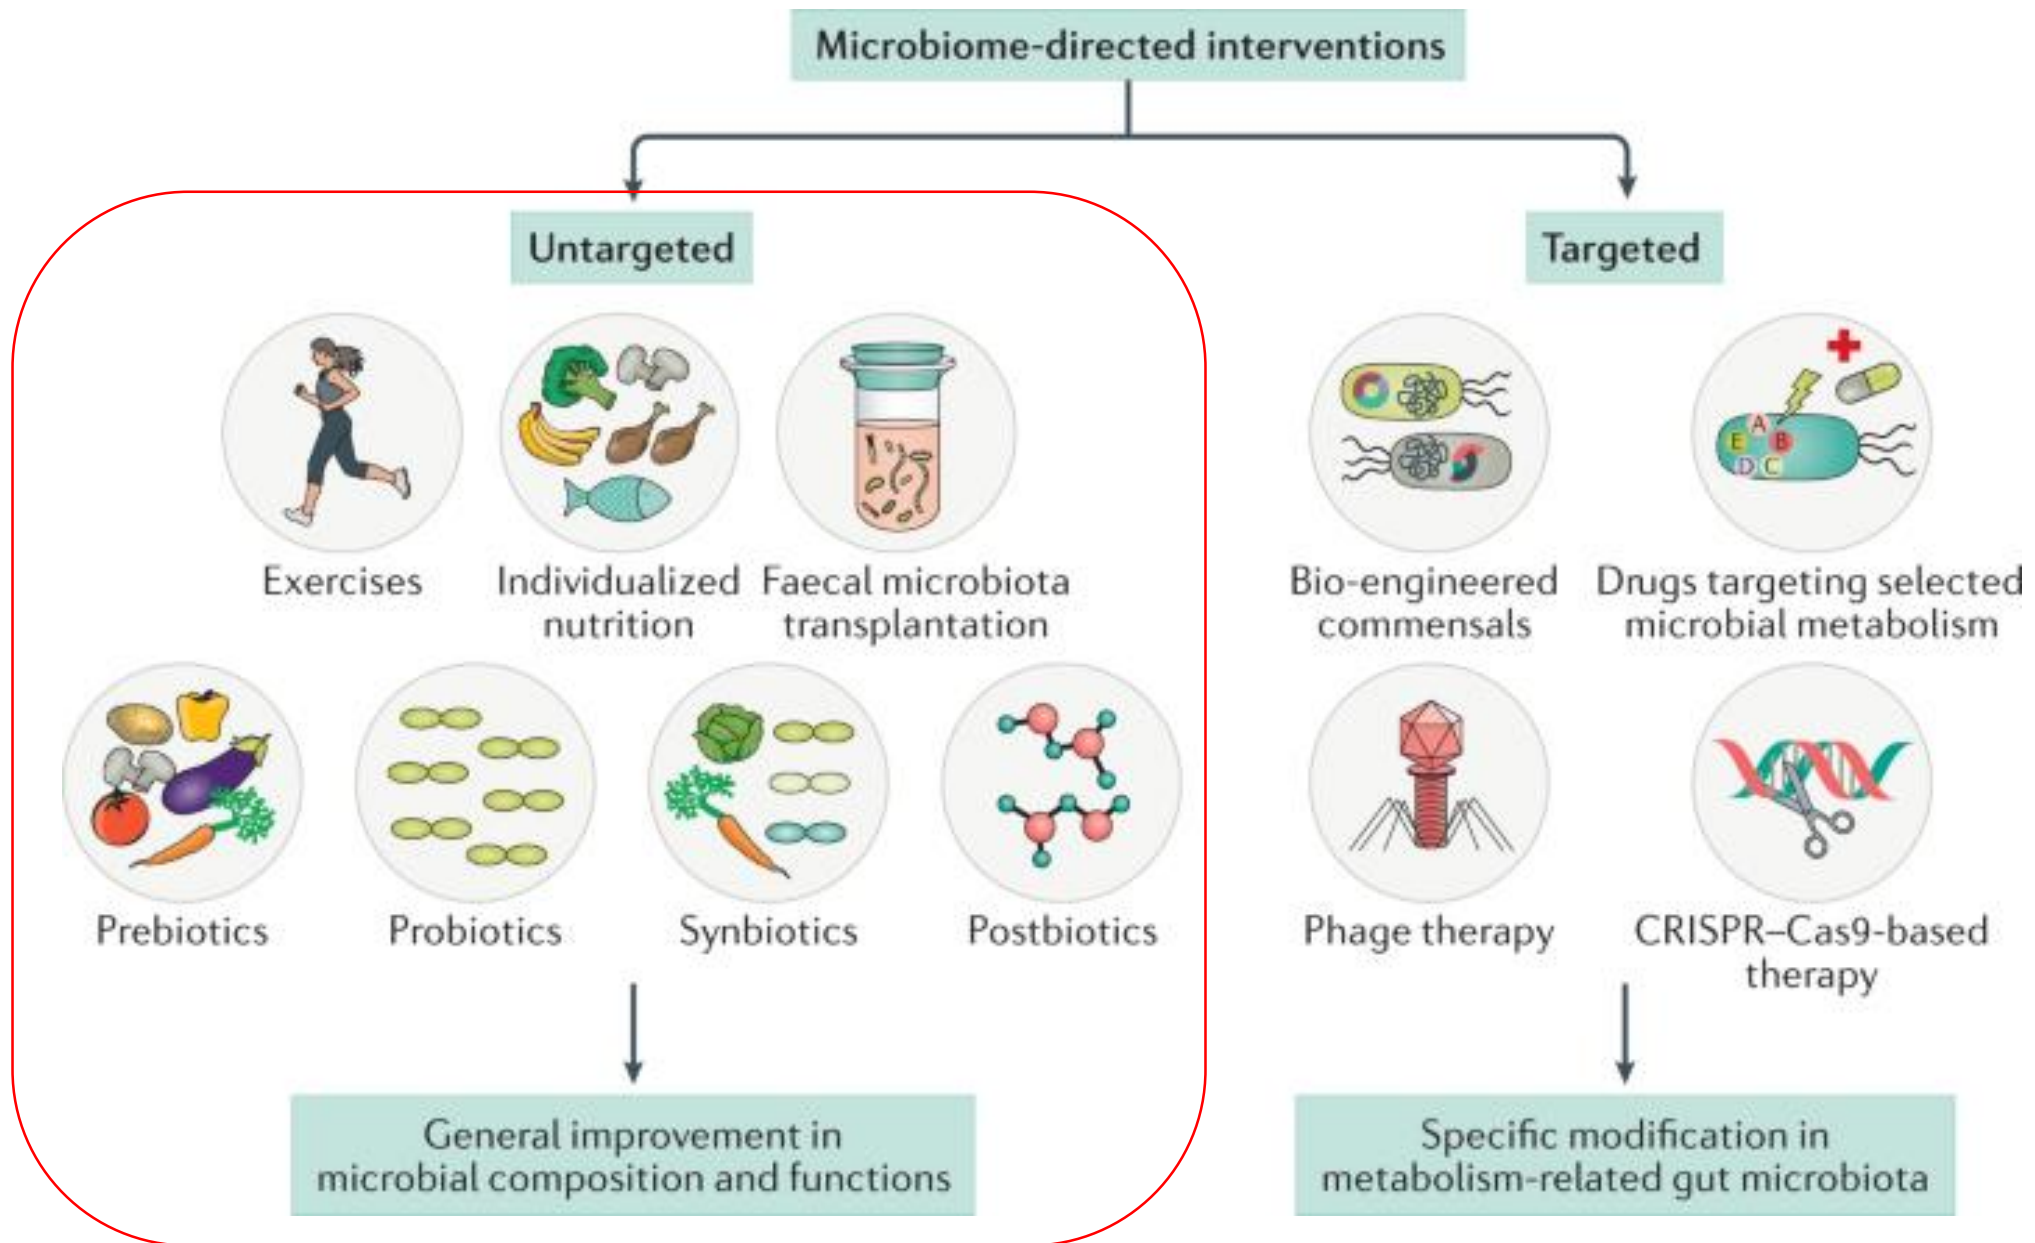 Microbiome-directed interventions
Untargeted
Targeted
Exercises
Individualized
nutrition
Faecal microbiota
transplantation
Bio-engineered
commensals
Drugs targeting selected
microbial metabolism
A
E
B
D
C
Prebiotics
Probiotics
Synbiotics
Postbiotics
Phage therapy
CRISPR–Cas9-based
therapy
General improvement in
microbial composition and functions
Specific modification in
metabolism-related gut microbiota